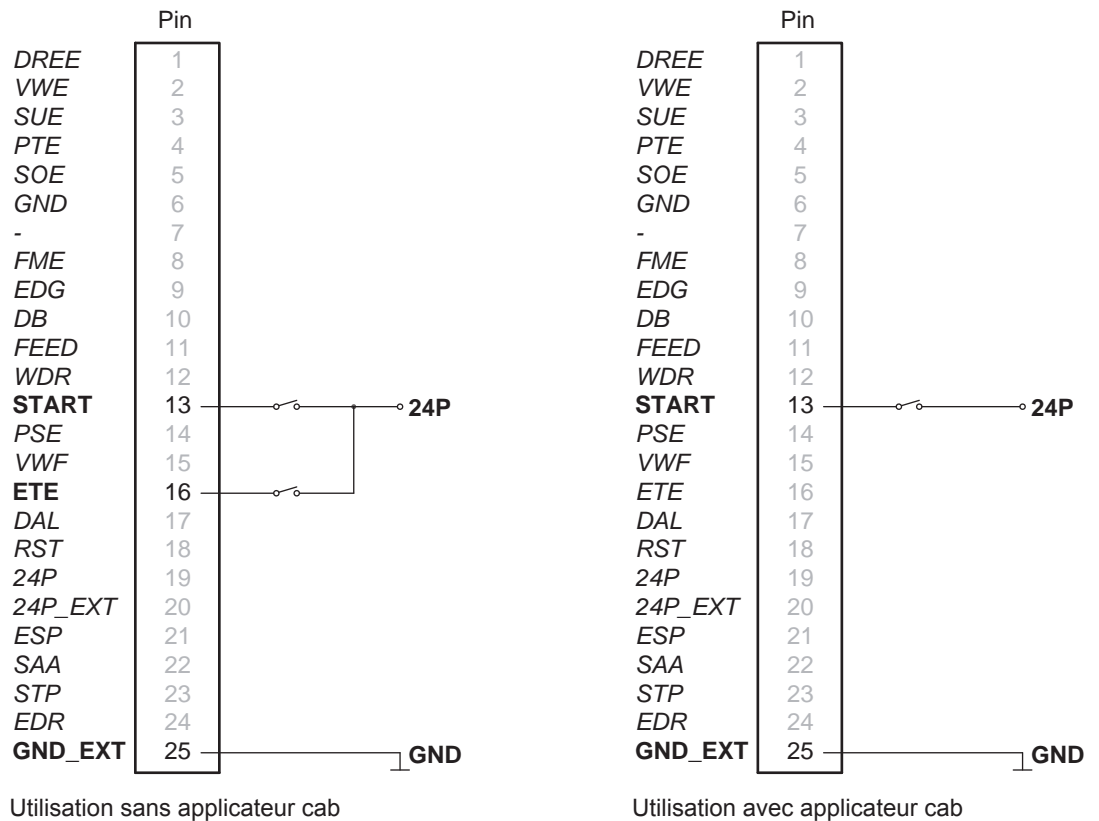 Pin
DREE 1
VWE 2
SUE 3
PTE 4
SOE 5
GND 6
- 7
FME 8
EDG 9
DB 10
FEED 11
WDR 12
START 13 24P
PSE 14
VWF 15
ETE 16
DAL 17
RST 18
24P 19
24P_EXT 20
ESP 21
SAA 22
STP 23
EDR 24
GND_EXT 25 GND
Utilisation sans applicateur cab
Pin
DREE 1
VWE 2
SUE 3
PTE 4
SOE 5
GND 6
- 7
FME 8
EDG 9
DB 10
FEED 11
WDR 12
START 13 24P
PSE 14
VWF 15
ETE 16
DAL 17
RST 18
24P 19
24P_EXT 20
ESP 21
SAA 22
STP 23
EDR 24
GND_EXT 25 GND
Utilisation avec applicateur cab